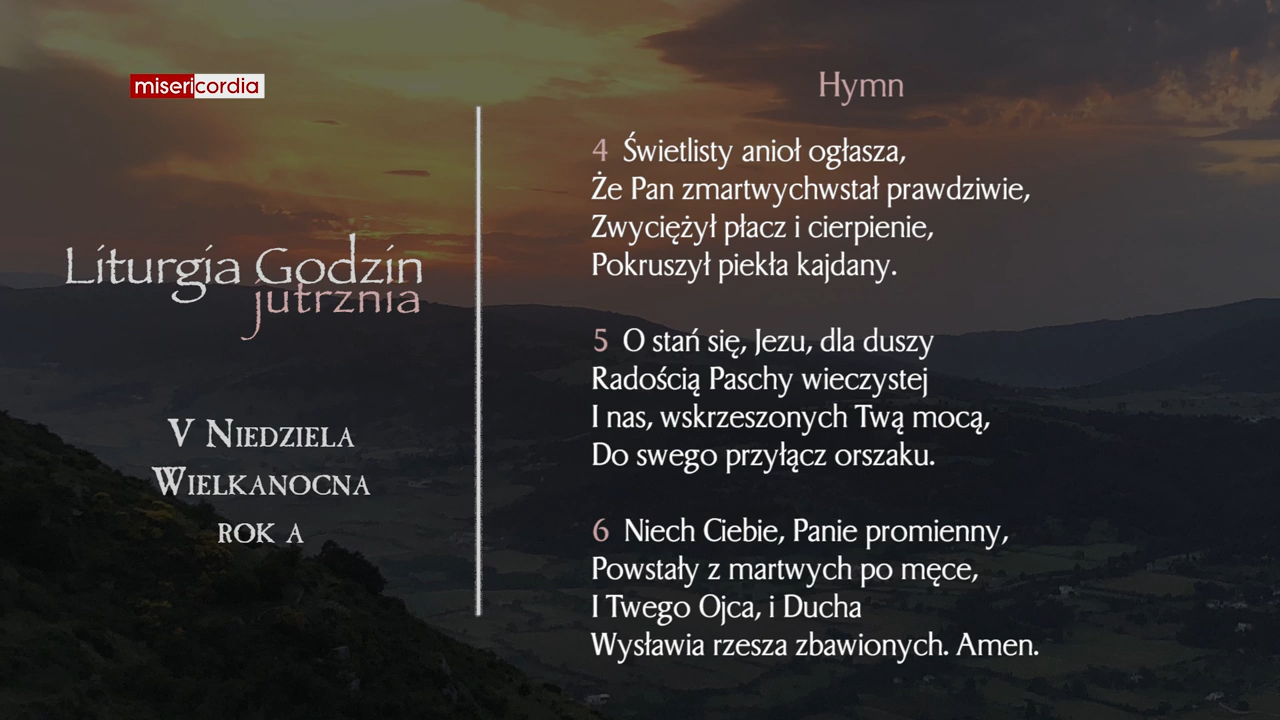 misericordia
Liturgia Godzin
jutrznia
V Niedziela
Wielkanocna
rok a
Hymn
4 Świetlisty anioł ogłasza,
Że Pan zmartwychwstał prawdziwie,
Zwyciężył płacz i cierpienie,
Pokruszył piekła kajdany.
5 O stań się, Jezu, dla duszy
Radością Paschy wieczystej
I nas, wskrzeszonych Twą mocą,
Do swego przyłącz orszaku.
6 Niech Ciebie, Panie promienny,
Powstały z martwych po męce,
I Twego Ojca, i Ducha
Wysławia rzesza zbawionych. Amen.